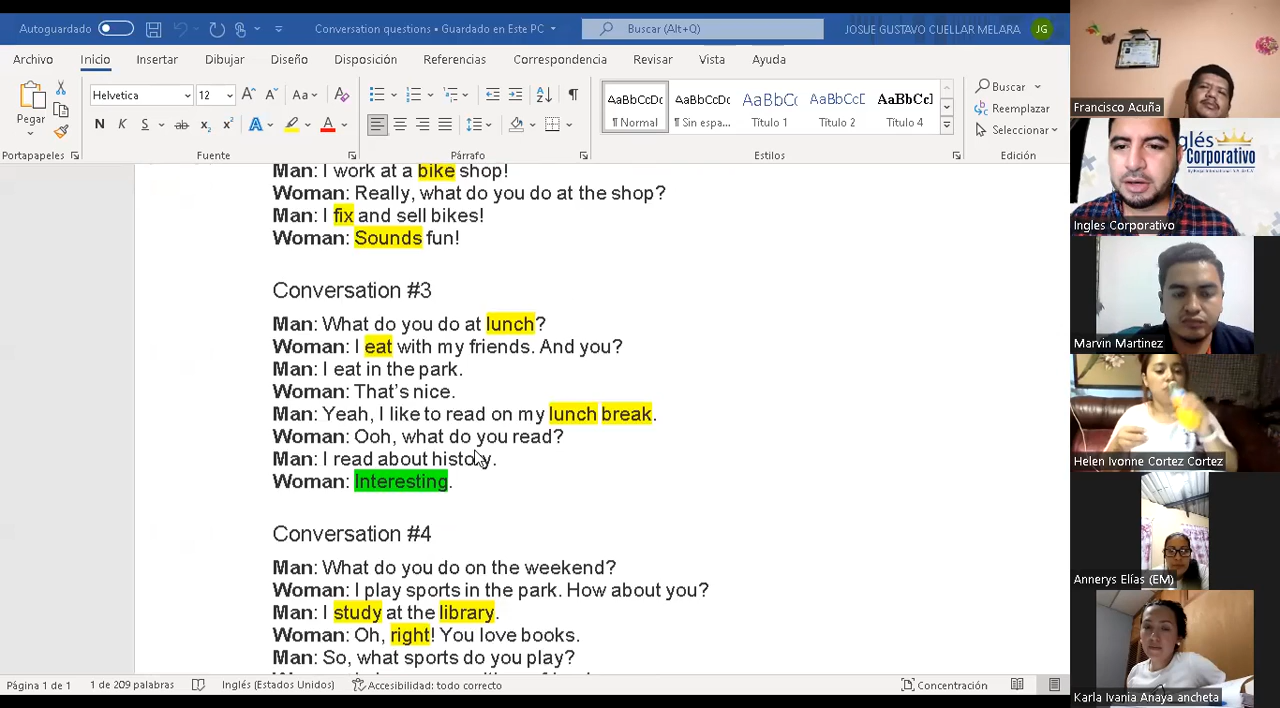 Autoguardado
Conversation questions • Guardado en Este PC
Buscar (Alt+Q)
JOSUE GUSTAVO CUELLAR MELARA
JG
Archivo Inicio Insertar Dibujar Diseño Disposición Referencias Correspondencia Revisar Vista Ayuda
Pegar
Helvetica 12
Aa
N K S ab x₂ x² A A
Portapapeles Fuente Párrafo Estilos Edición
AaBbCcDc AaBbCcDc AaBbCc AaBbCcD AaBbCc
¶ Normal ¶ Sin espa... Título 1 Título 2 Título 4
Buscar
Reemplazar
Seleccionar
Man: I work at a bike shop!
Woman: Really, what do you do at the shop?
Man: I fix and sell bikes!
Woman: Sounds fun!
Conversation #3
Man: What do you do at lunch?
Woman: I eat with my friends. And you?
Man: I eat in the park.
Woman: That's nice.
Man: Yeah, I like to read on my lunch break.
Woman: Ooh, what do you read?
Man: I read about history.
Woman: Interesting.
Conversation #4
Man: What do you do on the weekend?
Woman: I play sports in the park. How about you?
Man: I study at the library.
Woman: Oh, right! You love books.
Man: So, what sports do you play?
Página 1 de 1 1 de 209 palabras Inglés (Estados Unidos) Accesibilidad: todo correcto Concentración
Francisco Acuña
glés
Corporativo
Ingles Corporativo
Marvin Martinez
Helen Ivonne Cortez Cortez
Annerys Elías (EM)
Karla Ivania Anaya ancheta